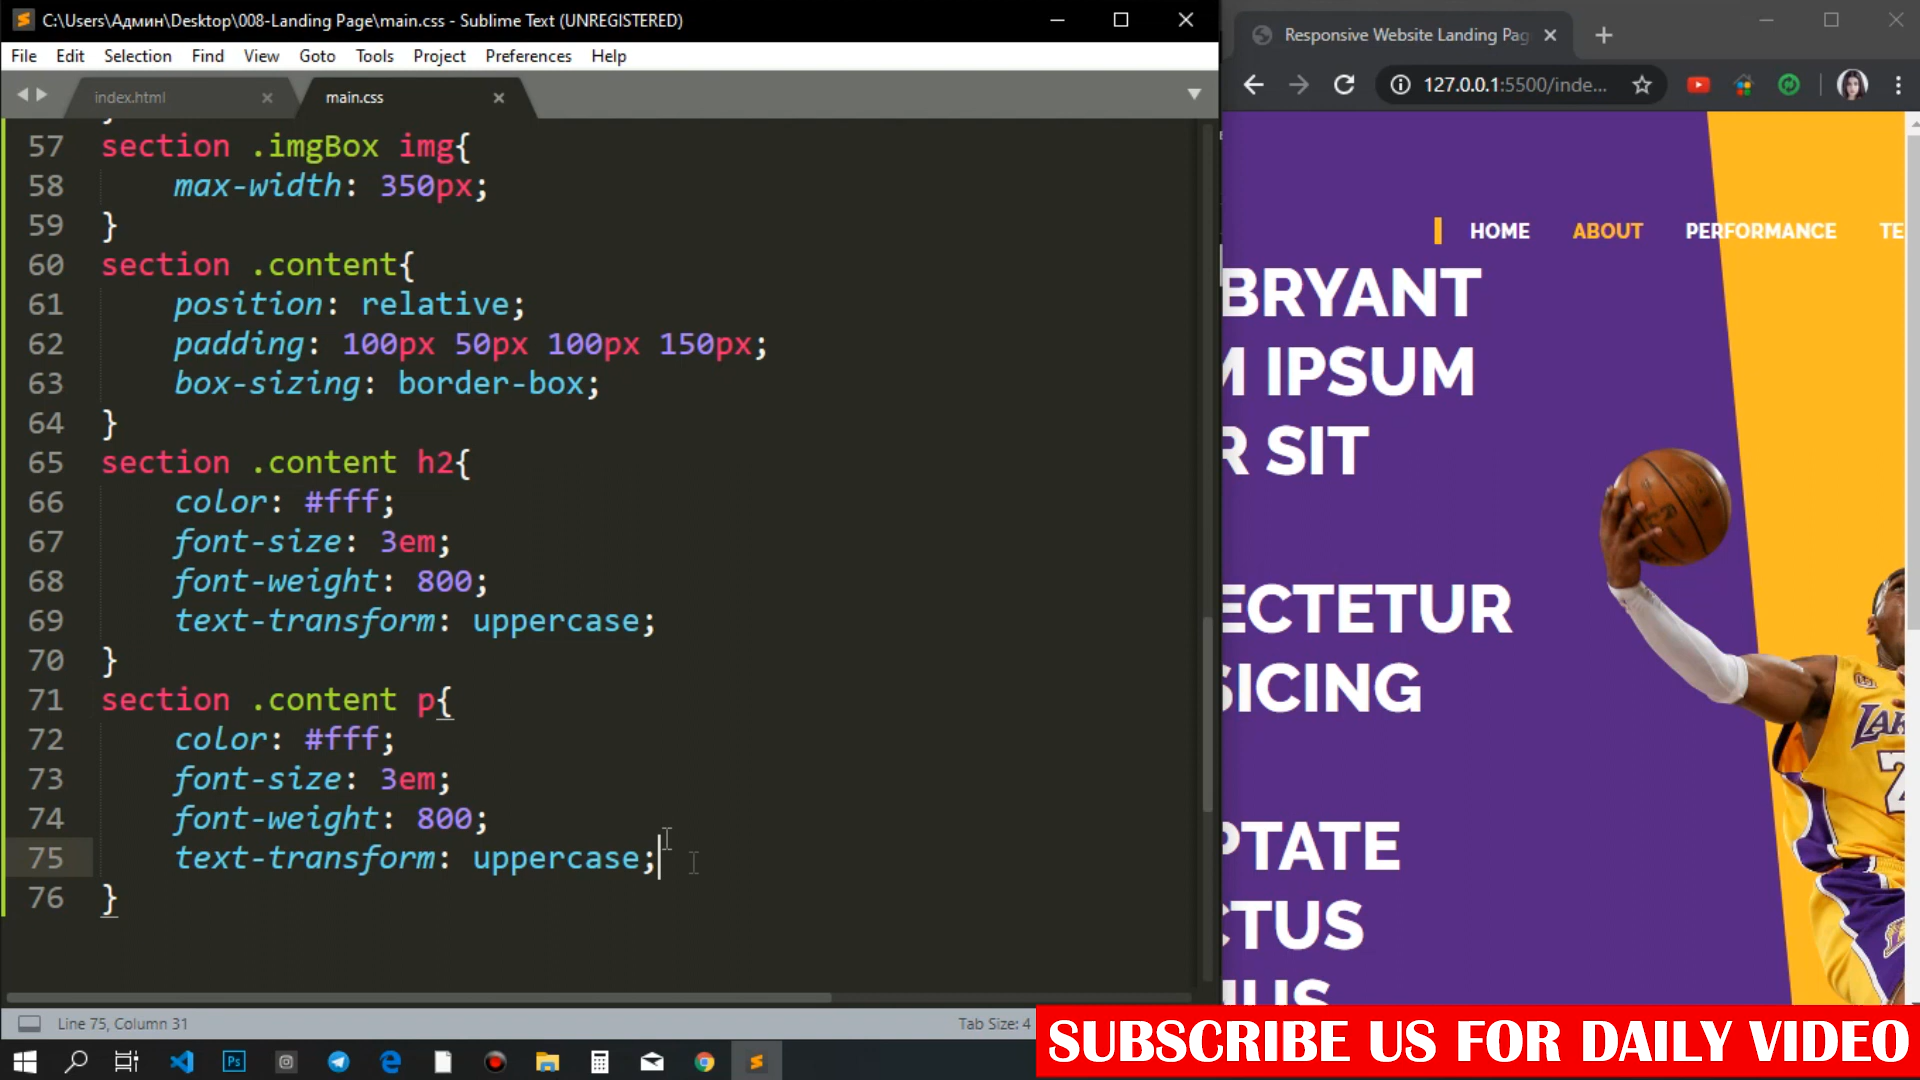 C:\Users\Админ\Desktop\008-Landing Page\main.css - Sublime Text (UNREGISTERED)
File Edit Selection Find View Goto Tools Project Preferences Help
index.html
main.css
57 section .imgBox img{
58 max-width: 350px;
59 }
60 section .content{
61 position: relative;
62 padding: 100px 50px 100px 150px;
63 box-sizing: border-box;
64 }
65 section .content h2{
66 color: #fff;
67 font-size: 3em;
68 font-weight: 800;
69 text-transform: uppercase;
70 }
71 section .content p{
72 color: #fff;
73 font-size: 3em;
74 font-weight: 800;
75 text-transform: uppercase;
76 }
Line 75, Column 31
Tab Size: 4
Responsive Website Landing Pag
127.0.0.1:5500/inde...
HOME ABOUT PERFORMANCE TE
BRYANT
M IPSUM
R SIT
ECTETUR
SICING
PTATE
CTUS
LAK
Ps
SUBSCRIBE US FOR DAILY VIDEO